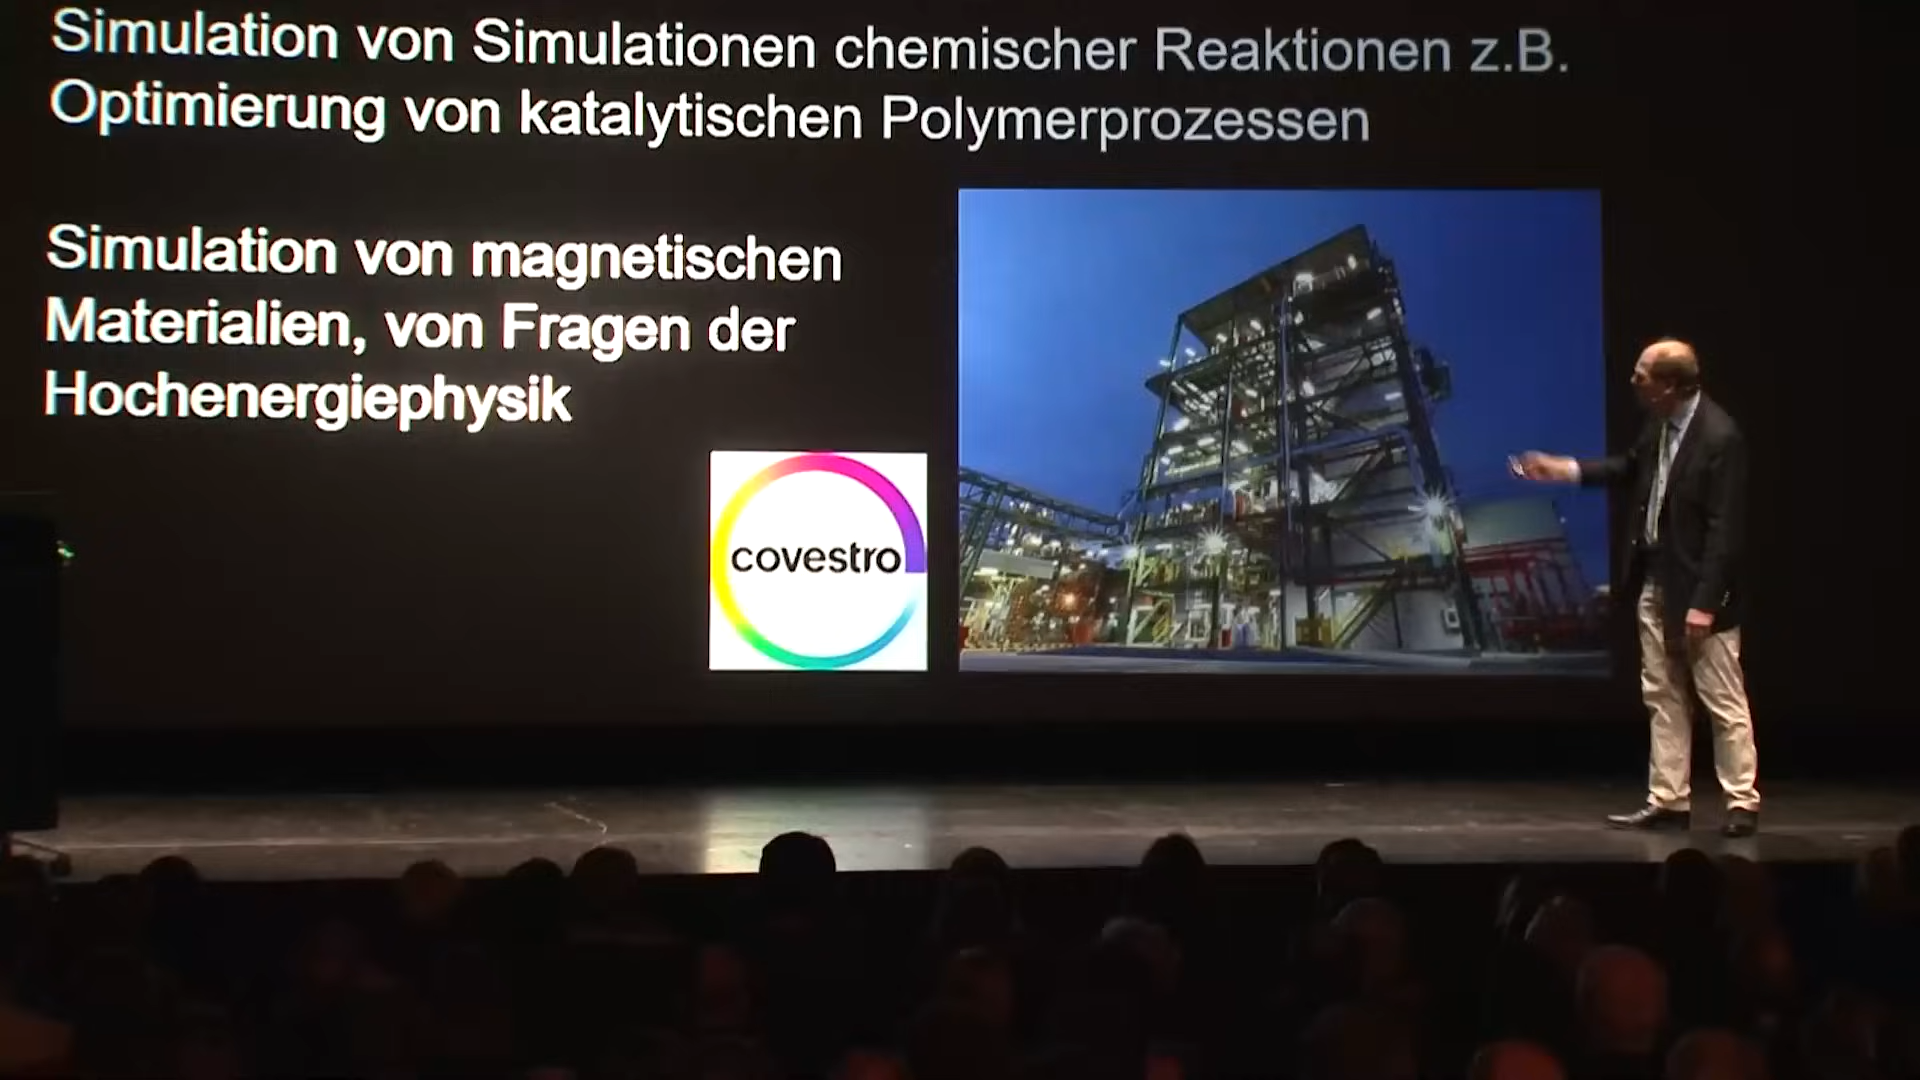 Simulation von Simulationen chemischer Reaktionen z.B.
Optimierung von katalytischen Polymerprozessen
Simulation von magnetischen
Materialien, von Fragen der
Hochenergiephysik
covestro